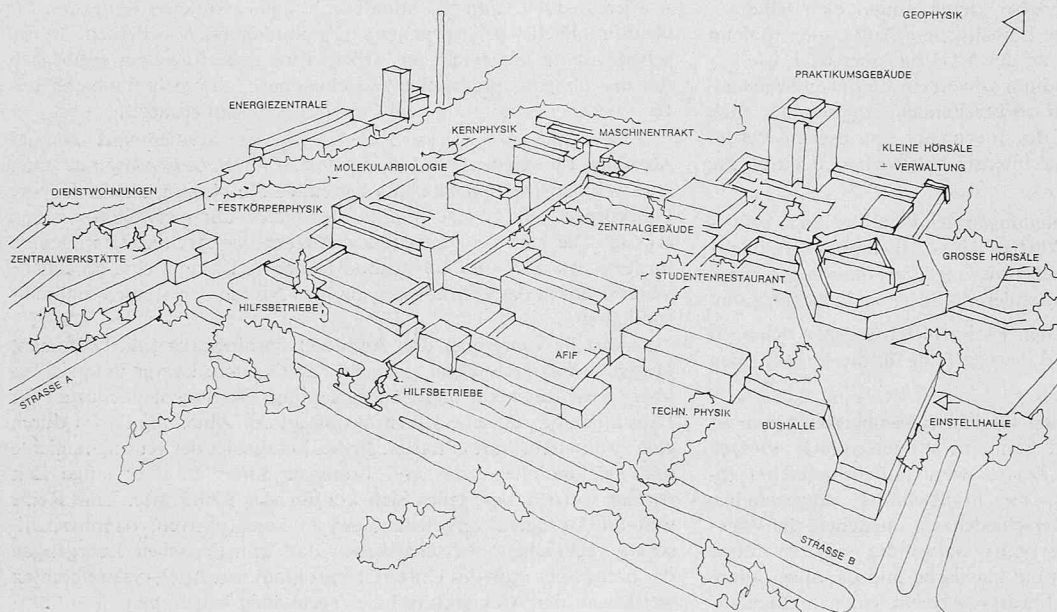 GEOPHYSIK
PRAKTIKUMSGEBÄUDE
ENERGIEZENTRALE
KERNPHYSIK
MASCHINENTRAKT
KLEINE HÖRSÄLE
VERWALTUNG
MOLEKULARBIOLOGIE
DIENSTWOHNUNGEN
FESTKÖRPERPHYSIK
ZENTRALGEBÄUDE
ZENTRALWERKSTÄTTE
GROSSE HÖRSÄLE
STUDENTENRESTAURANT
HILFSBETRIEBE
AFIF
STRASSE A
HILFSBETRIEBE
TECHN. PHYSIK
BUSHALLE
EINSTELLHALLE
STRASSE B